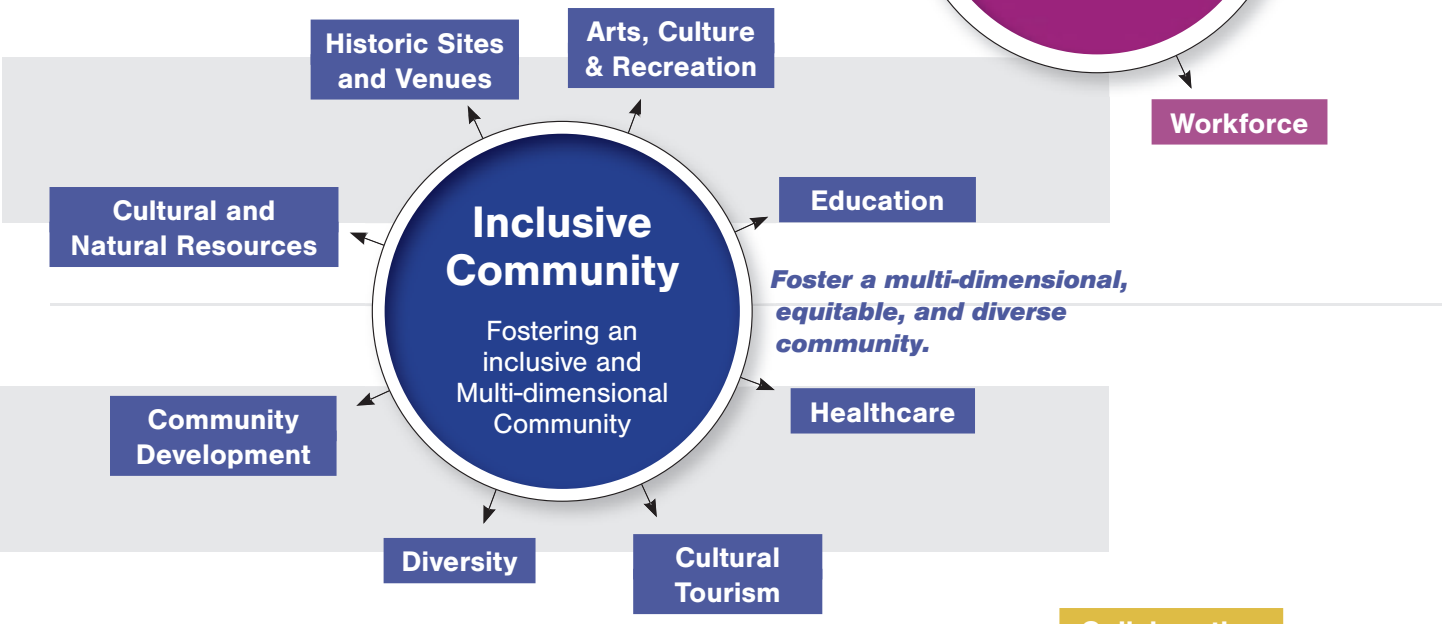 Historic Sites
and Venues
Arts, Culture
& Recreation
Workforce
Cultural and
Natural Resources
Education
Inclusive
Community
Fostering an
inclusive and
Multi-dimensional
Community
Foster a multi-dimensional,
equitable, and diverse
community.
Community
Development
Healthcare
Diversity
Cultural
Tourism